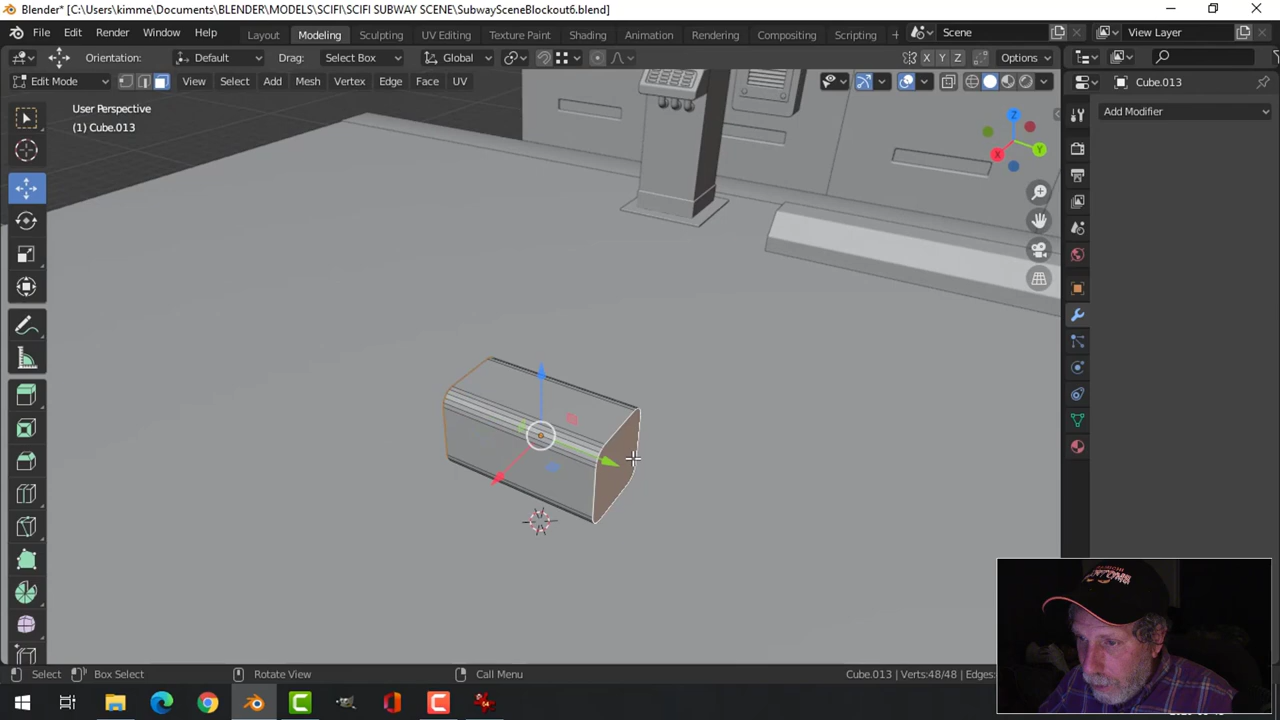 Blender* [C:\Users\kimme\Documents\BLENDER\MODELS\SCIFI\SCIFI SUBWAY SCENE\SubwaySceneBlockout6.blend]
File Edit Render Window Help Layout Modeling Sculpting UV Editing Texture Paint Shading Animation Rendering Compositing Scripting Scene View Layer
Orientation: Default Drag: Select Box Global X Y Z Options
Edit Mode View Select Add Mesh Vertex Edge Face UV Cube.013
User Perspective
(1) Cube.013
Add Modifier
Z
Y
X
Select Box Select Rotate View Call Menu Cube.013 | Verts:48/48 | Edges: